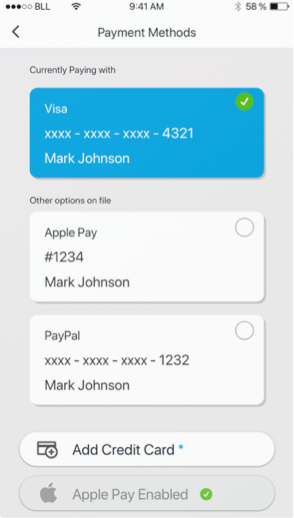 ●●●○○ BLL 9:41 AM 58 %
Payment Methods
Currently Paying with
Visa
xxxx - xxxx - xxxx - 4321
Mark Johnson
Other options on file
Apple Pay
#1234
Mark Johnson
PayPal
xxxx - xxxx - xxxx - 1232
Mark Johnson
Add Credit Card *
Apple Pay Enabled